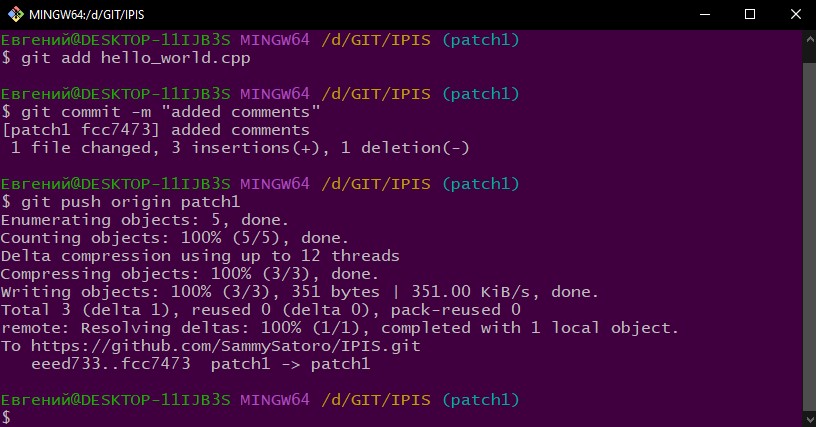 MINGW64:/d/GIT/IPIS
Евгений@DESKTOP-11IJB3S MINGW64 /d/GIT/IPIS (patch1)
$ git add hello_world.cpp
Евгений@DESKTOP-11IJB3S MINGW64 /d/GIT/IPIS (patch1)
$ git commit -m "added comments"
[patch1 fcc7473] added comments
 1 file changed, 3 insertions(+), 1 deletion(-)
Евгений@DESKTOP-11IJB3S MINGW64 /d/GIT/IPIS (patch1)
$ git push origin patch1
Enumerating objects: 5, done.
Counting objects: 100% (5/5), done.
Delta compression using up to 12 threads
Compressing objects: 100% (3/3), done.
Writing objects: 100% (3/3), 351 bytes | 351.00 KiB/s, done.
Total 3 (delta 1), reused 0 (delta 0), pack-reused 0
remote: Resolving deltas: 100% (1/1), completed with 1 local object.
To https://github.com/SammySatoro/IPIS.git
   eeed733..fcc7473  patch1 -> patch1
Евгений@DESKTOP-11IJB3S MINGW64 /d/GIT/IPIS (patch1)
$